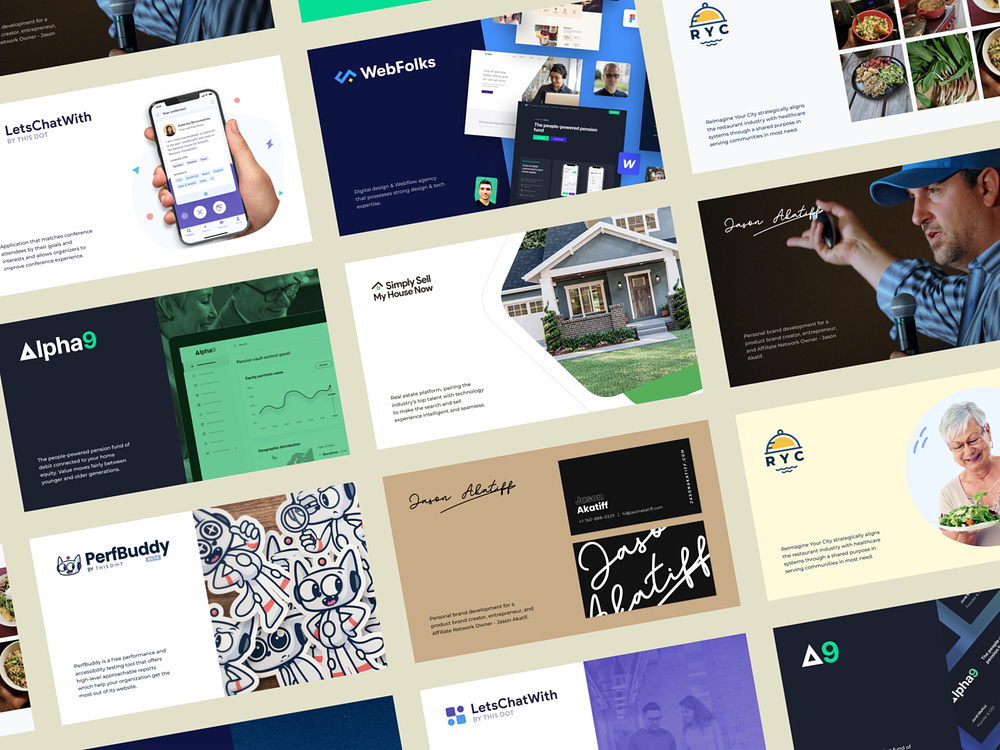 development for a
creator, entrepreneur,
Network Owner - Jason
LetsChatWith
BY THIS DOT
Application that matches conference
attendees by their goals and
interests and allows organizers to
improve conference experience.
WebFolks
Digital design & Webflow agency
that possesses strong design & tech
expertise.
The people-powered pension
fund
W
RYC
Reimagine Your City strategically aligns
the restaurant industry with healthcare
systems through a shared purpose in
serving communities in most need.
Alpha9
The people-powered pension fund of
debit connected to your home
equity. Value moves fairly between
younger and older generations.
Alpha9
Search
Pension vault control panel
Equity portfolio value
Geographic distribution
Simply Sell
My House Now
Real estate platform, pairing the
industry's top talent with technology
to make the search and sell
experience intelligent and seamless.
Jason Akatiff
Personal brand development for a
product brand creator, entrepreneur,
and Affiliate Network Owner - Jason
Akatiff.
PerfBuddy
BETA
BY THIS DOT
PerfBuddy is a free performance and
accessibility testing tool that offers
high-level approachable reports
which help your organization get the
most out of its website.
Jason Akatiff
Personal brand development for a
product brand creator, entrepreneur, and
Affiliate Network Owner - Jason Akatiff.
Jason
Akatiff
JASONAKATIFF.COM
Jaso
Akatiff
RYC
Reimagine Your City strategically aligns
the restaurant industry with healthcare
systems through a shared purpose in
serving communities in most need.
LetsChatWith
BY THIS DOT
A9
lpha9